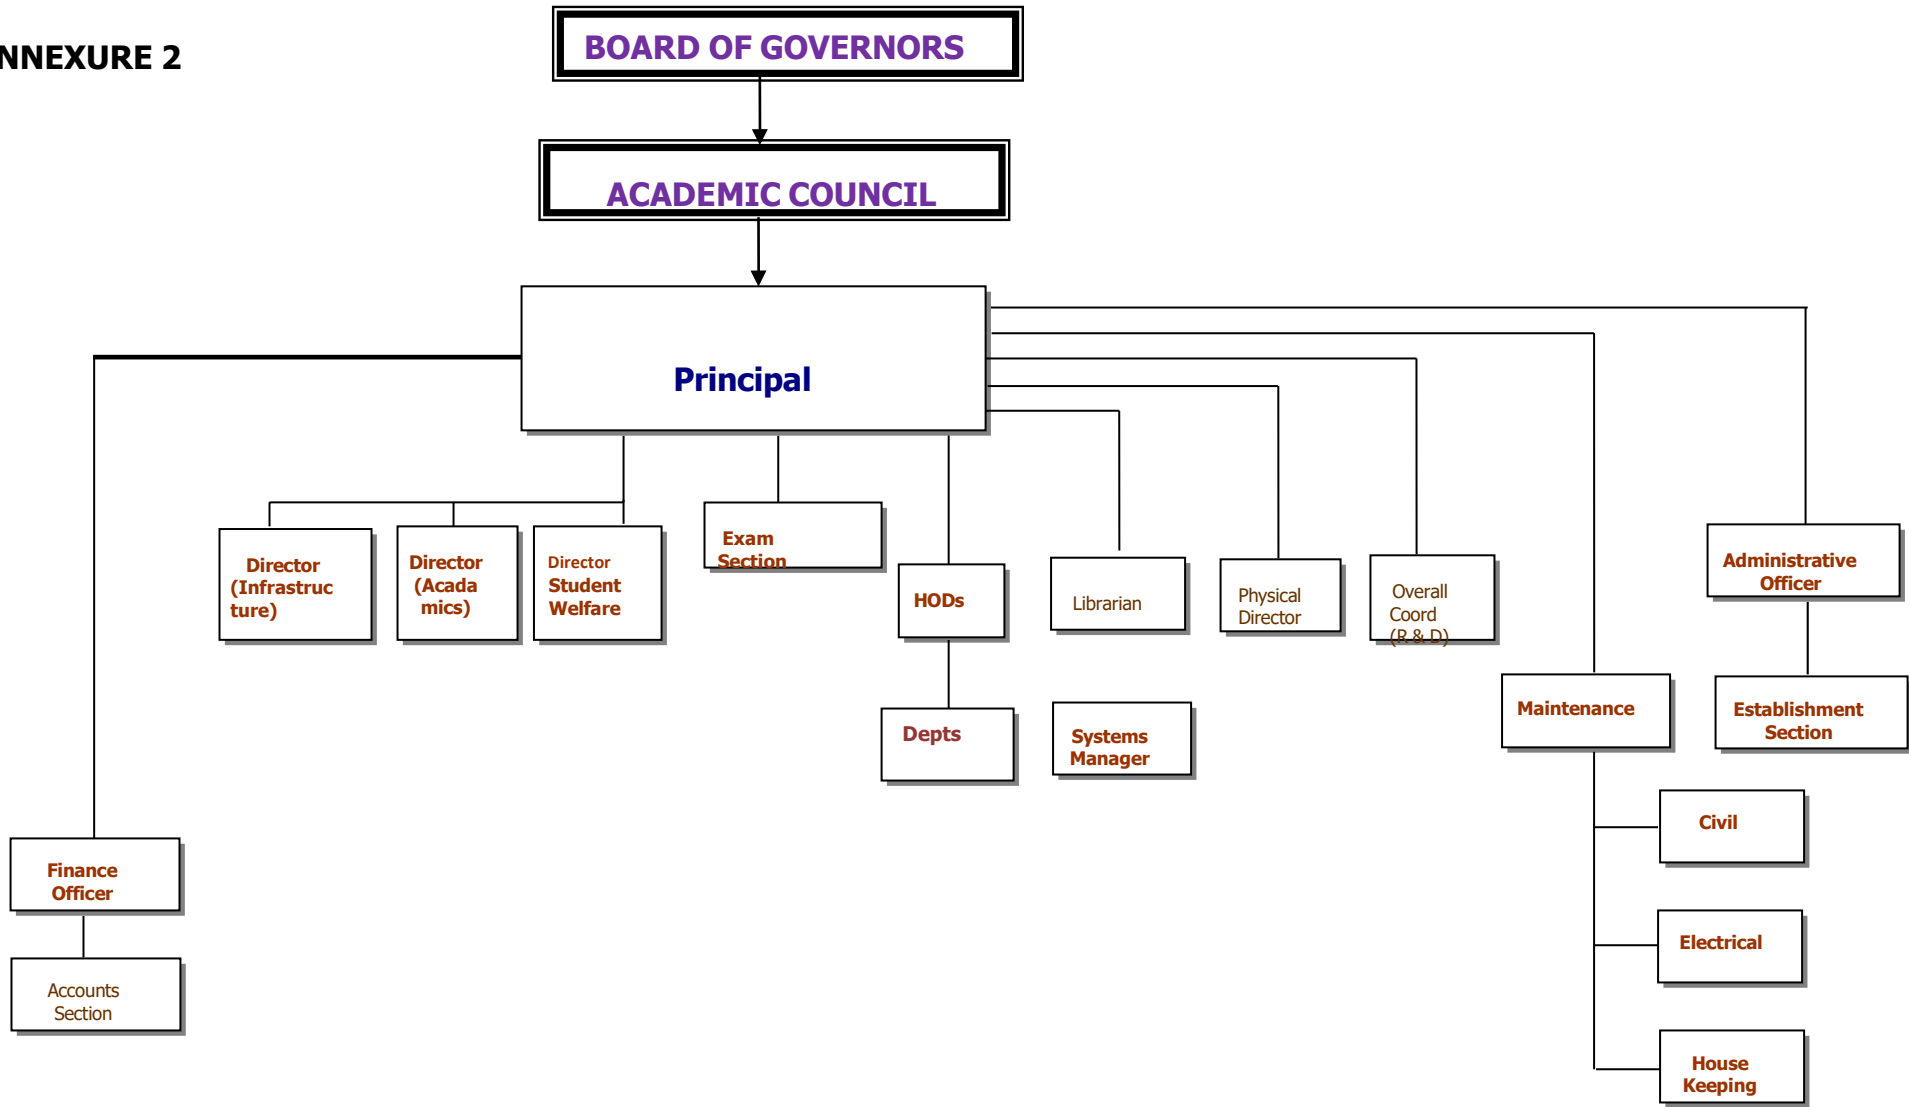 NNEXURE 2
BOARD OF GOVERNORS
ACADEMIC COUNCIL
Principal
Director
(Infrastruc
ture)
Director
(Acada
mics)
Director
Student
Welfare
Exam
Section
HODs
Librarian
Physical
Director
Overall
Coord
(R & D)
Administrative
Officer
Depts
Systems
Manager
Maintenance
Establishment
Section
Civil
Finance
Officer
Electrical
Accounts
Section
House
Keeping